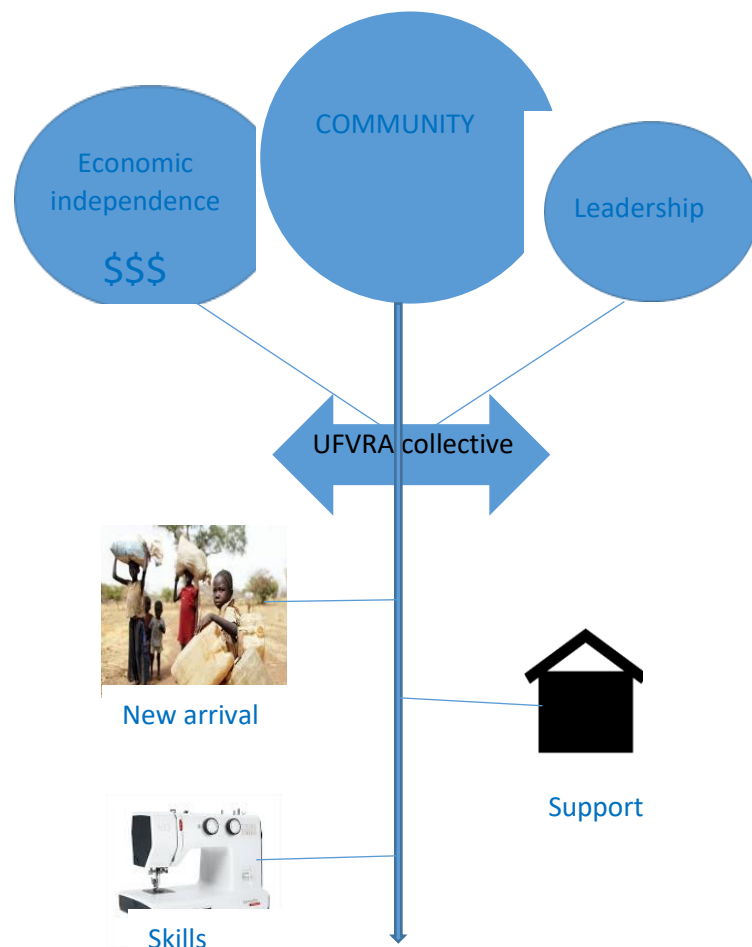 COMMUNITY
Economic
independence
$$$
Leadership
UFVRA collective
New arrival
Support
Skills